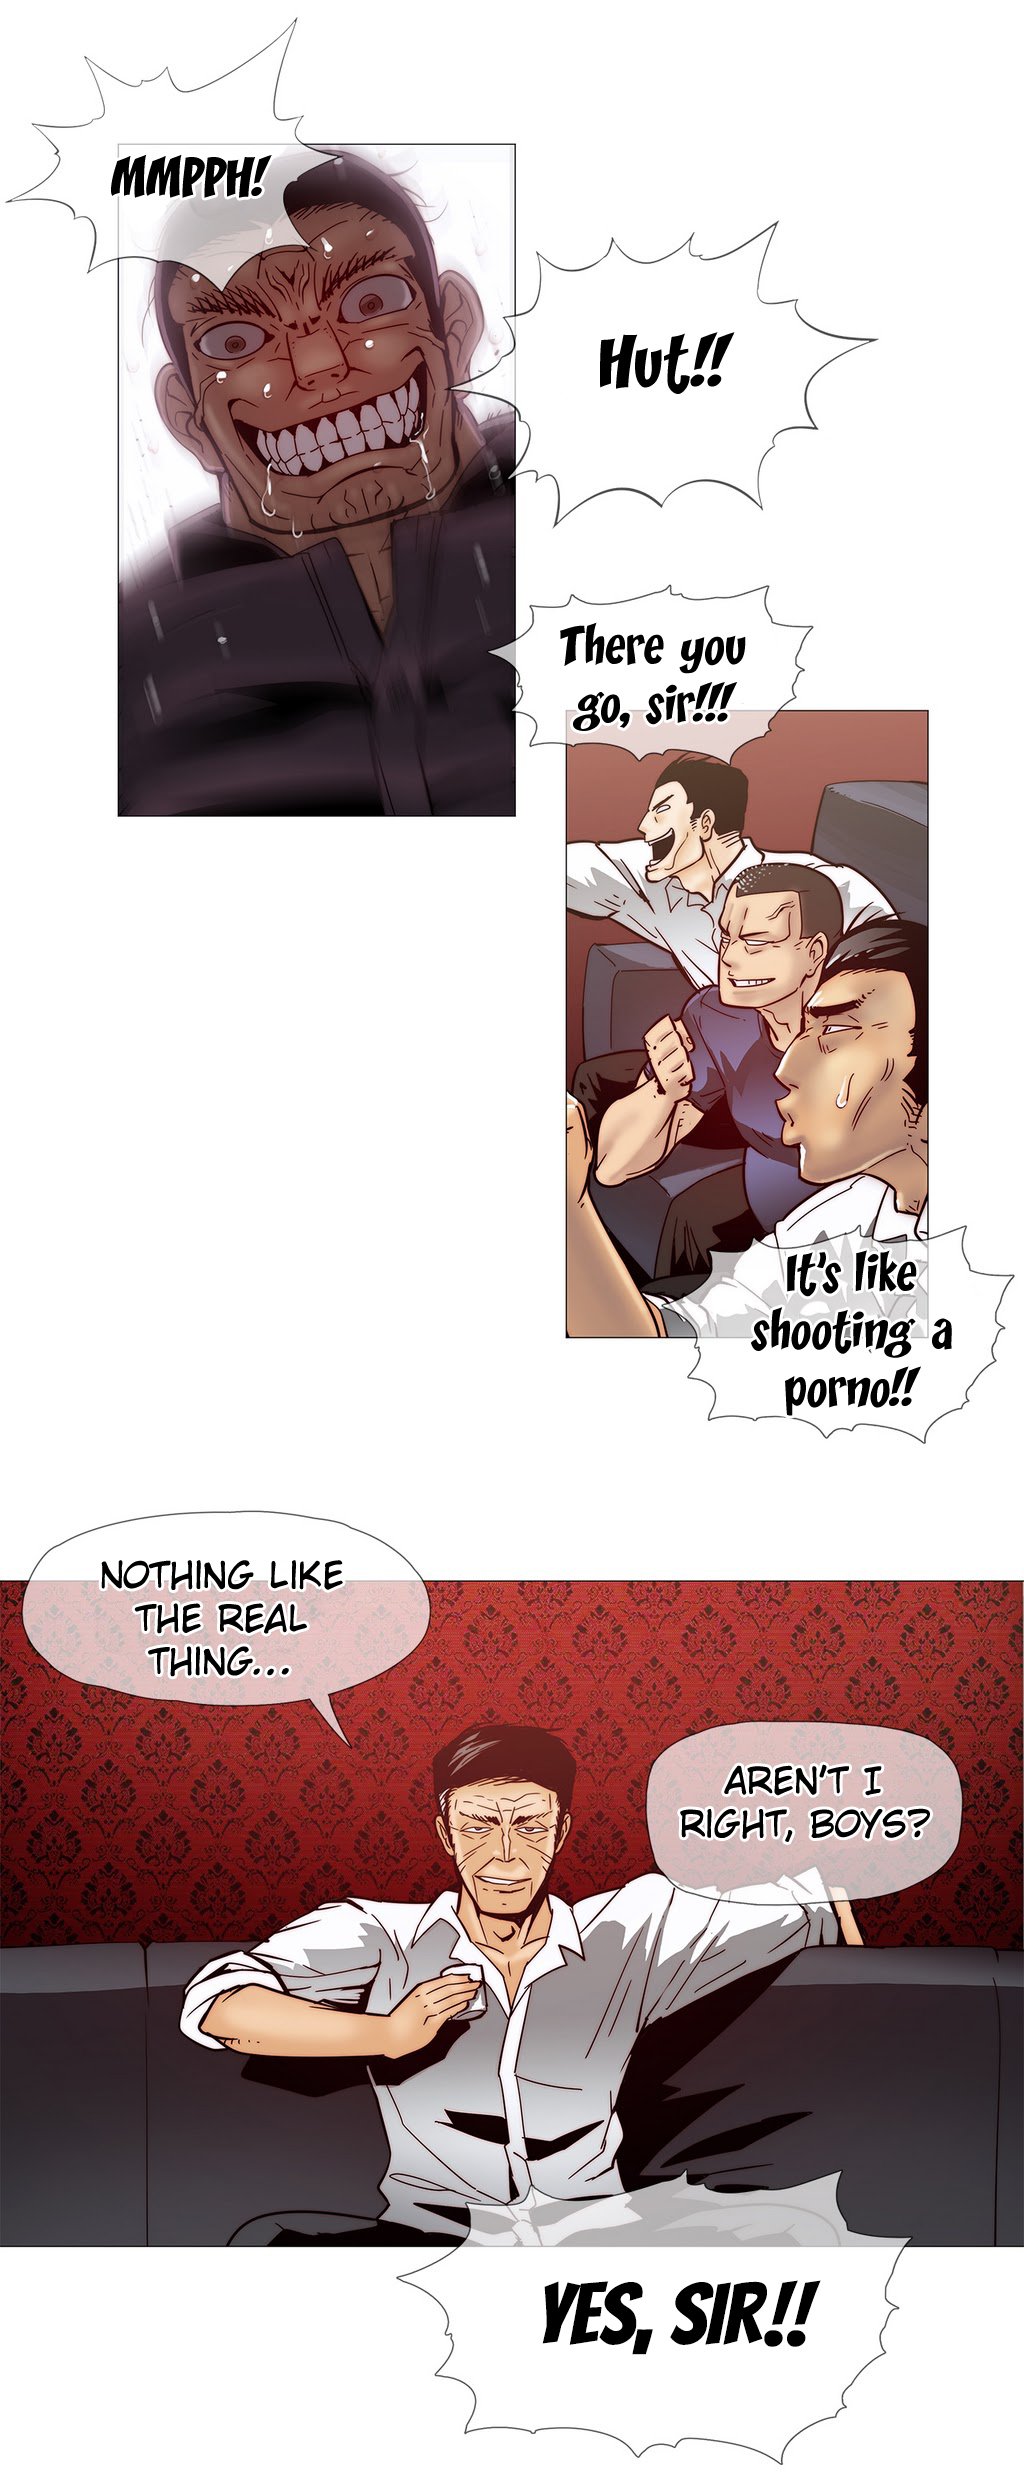 MMPPH!
Hut!!
There you
go, sir!!!
It's like
shooting a
porno!!
NOTHING LIKE
THE REAL
THING...
AREN'T I
RIGHT, BOYS?
YES, SIR!!